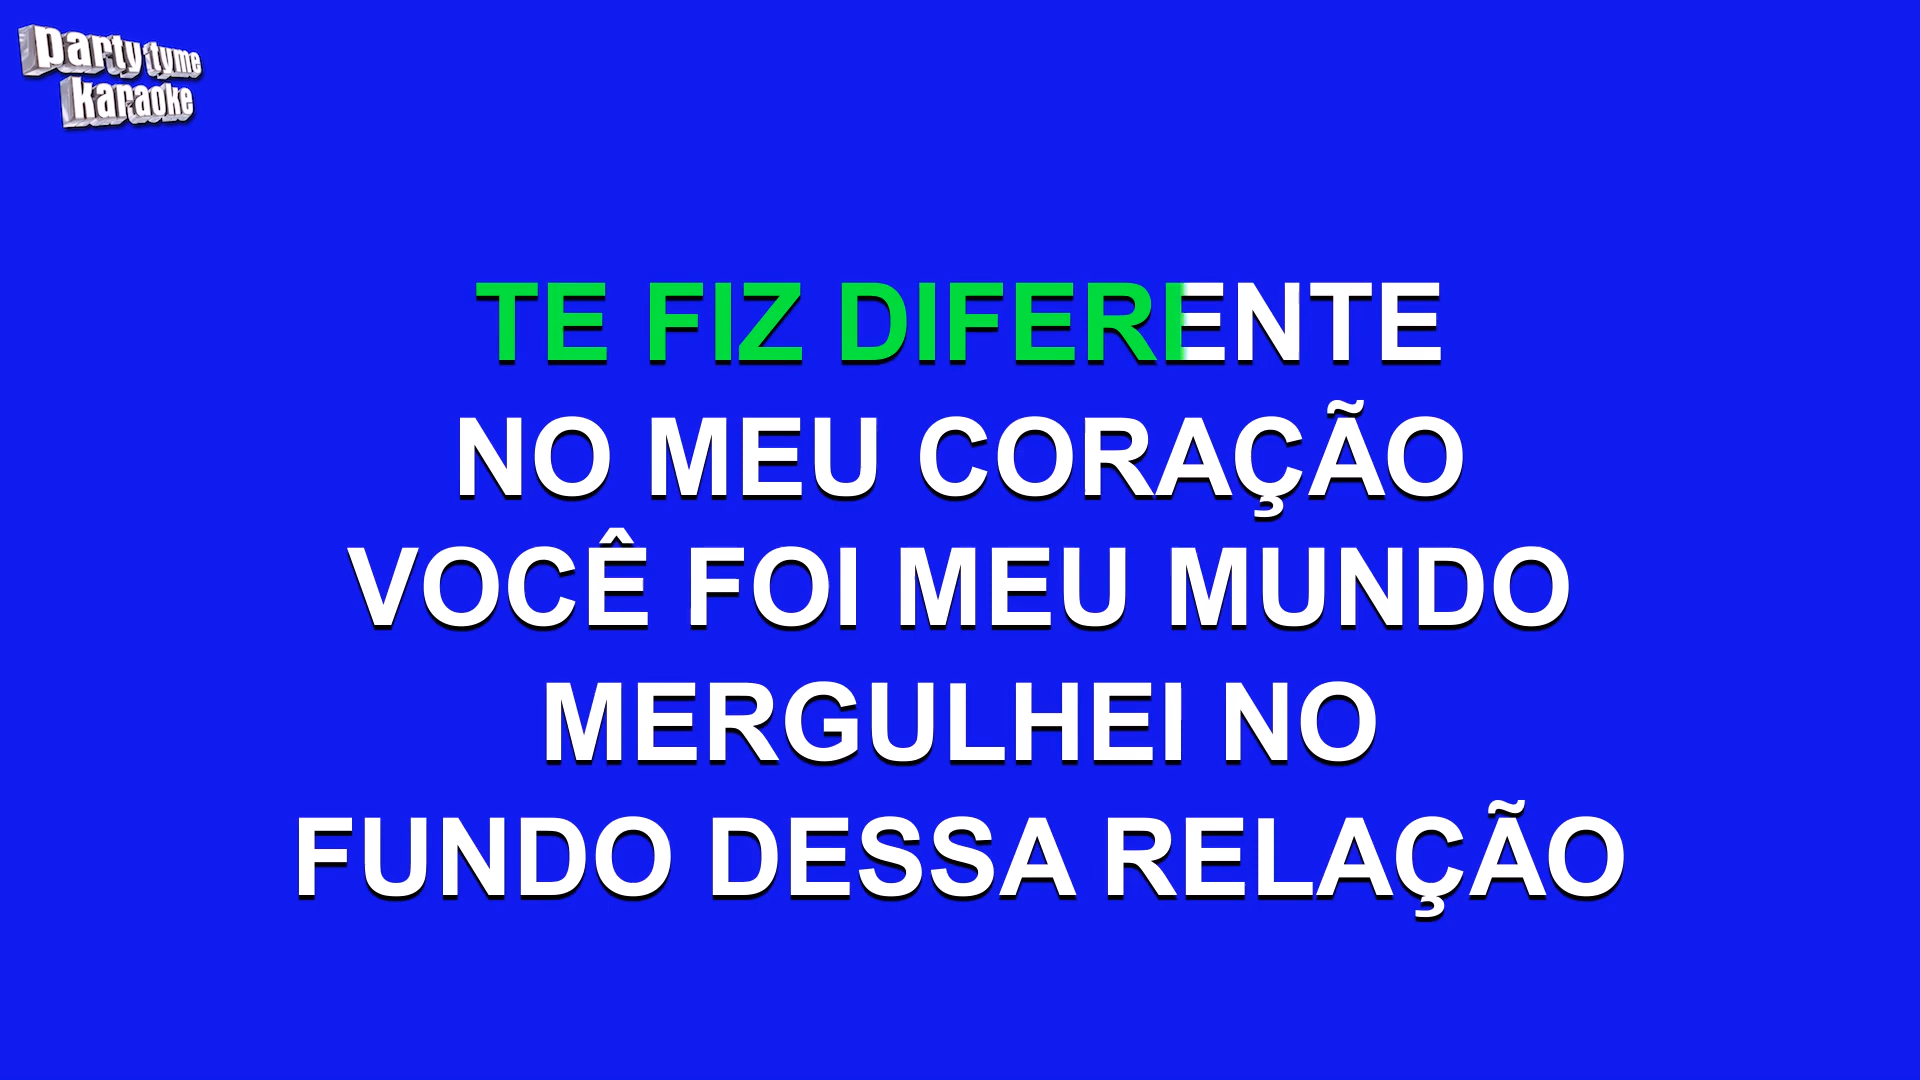 party tyme
karaoke
TE FIZ DIFERENTE
NO MEU CORAÇÃO
VOCÊ FOI MEU MUNDO
MERGULHEI NO
FUNDO DESSA RELAÇÃO